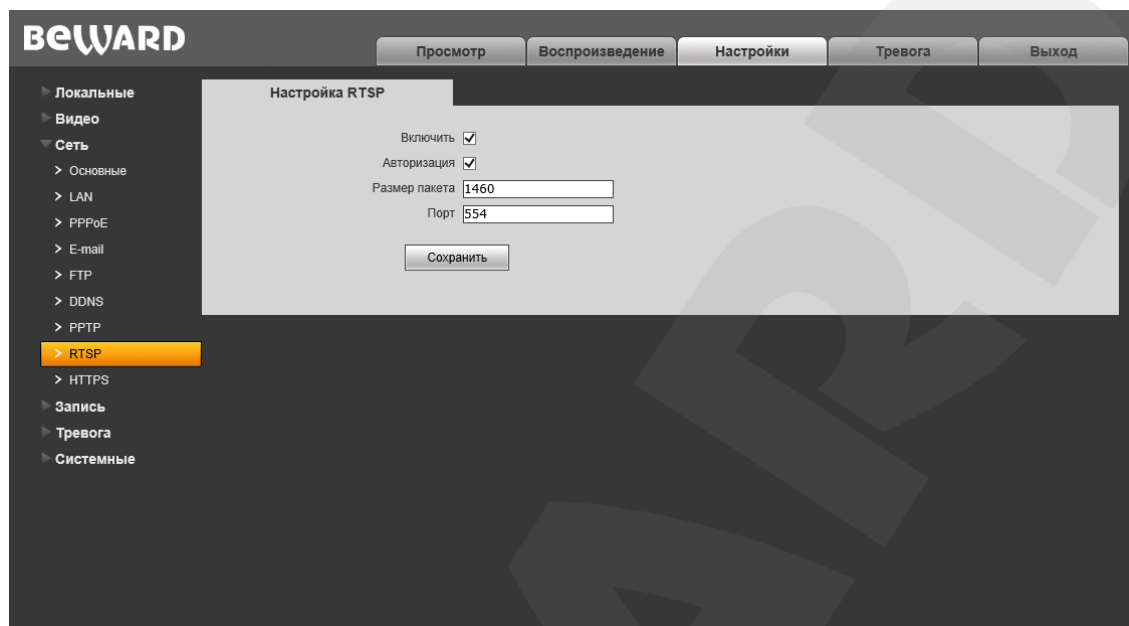 BEWARD
Просмотр Воспроизведение Настройки Тревога Выход
Локальные
Видео
Сеть
> Основные
> LAN
> PPPoE
> E-mail
> FTP
> DDNS
> PPTP
> RTSP
> HTTPS
Запись
Тревога
Системные
Настройка RTSP
Включить
Авторизация
Размер пакета 1460
Порт 554
Сохранить